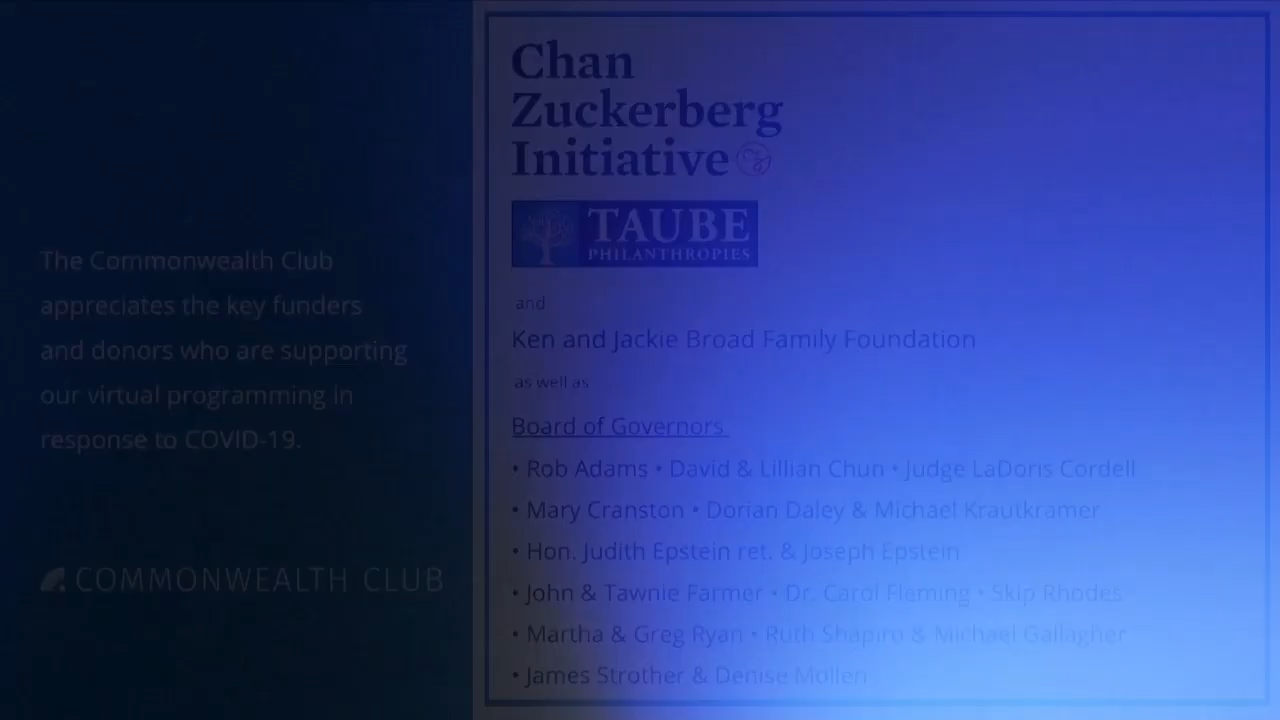 The Commonwealth Club
appreciates the key funders
and donors who are supporting
our virtual programming in
response to COVID-19.
COMMONWEALTH CLUB
Chan
Zuckerberg
Initiative
TAUBE
PHILANTHROPIES
and
Ken and Jackie Broad Family Foundation
as well as
Board of Governors
• Rob Adams • David & Lillian Chun • Judge LaDoris Cordell
• Mary Cranston • Dorian Daley & Michael Krautkramer
• Hon. Judith Epstein ret. & Joseph Epstein
• John & Tawnie Farmer • Dr. Carol Fleming • Skip Rhodes
• Martha & Greg Ryan • Ruth Shapiro & Michael Gallagher
• James Strother & Denise Mollen